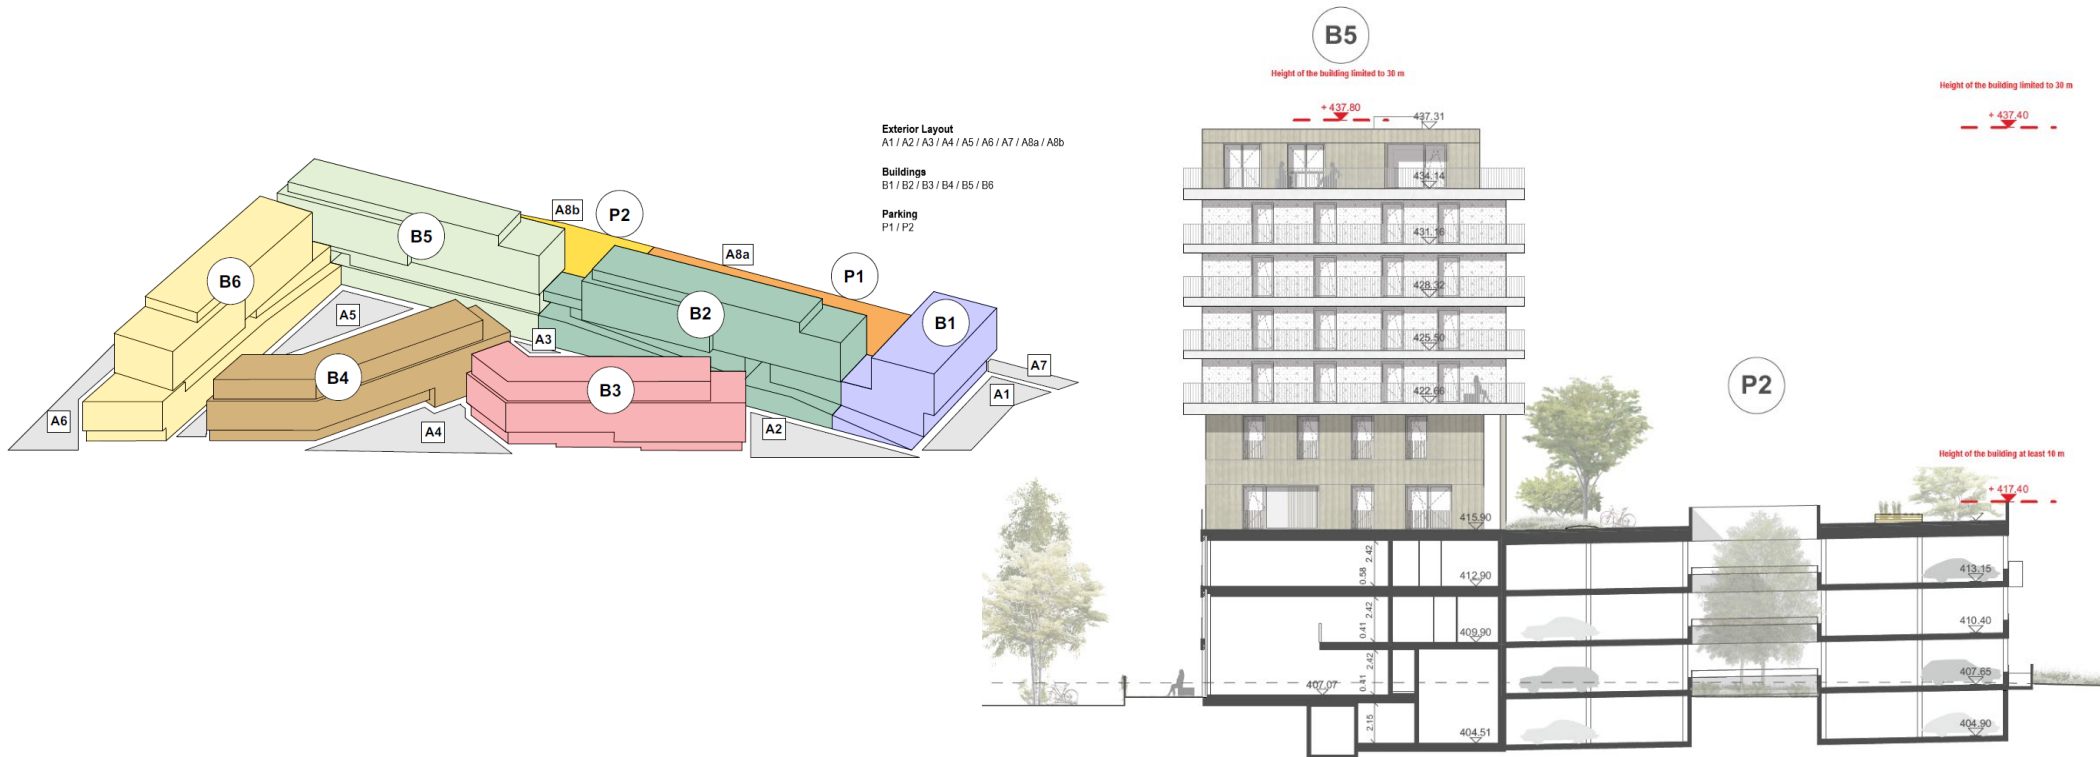 Exterior Layout
A1 / A2 / A3 / A4 / A5 / A6 / A7 / A8a / A8b
Buildings
B1 / B2 / B3 / B4 / B5 / B6
Parking
P1 / P2
A8b
P2
B5
A8a
B6
P1
B2
B1
A5
A3
A7
B4
B3
A1
A6
A4
A2
B5
Height of the building limited to 30 m
+ 437.80
437.31
434.14
431.16
428.32
425.50
422.66
415.90
2.42
0.58
412.90
2.42
0.41
409.90
2.42
0.41
407.07
2.15
404.51
Height of the building limited to 30 m
+ 437.40
P2
Height of the building at least 10 m
+ 417.40
413.15
410.40
407.65
404.90